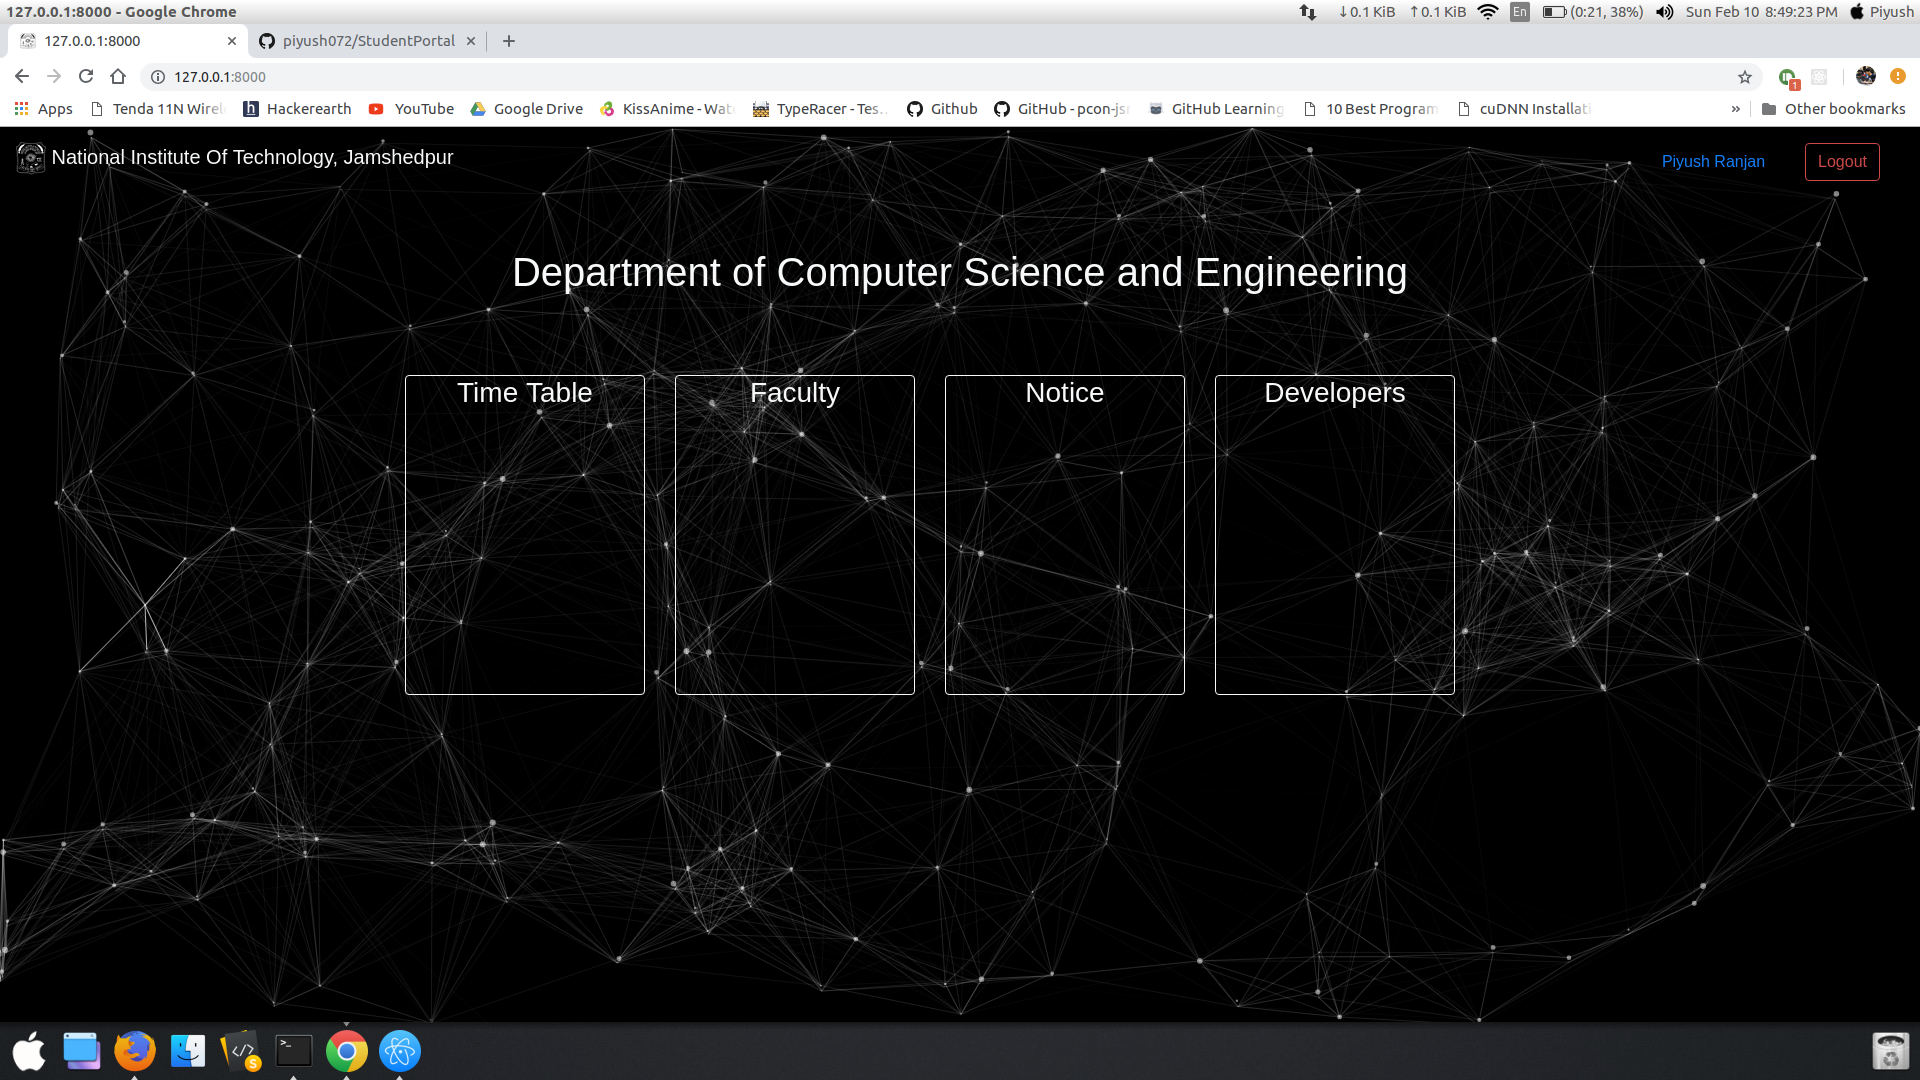 127.0.0.1:8000 - Google Chrome
↓0.1 KiB ↑0.1 KiB En (0:21, 38%) Sun Feb 10 8:49:23 PM Piyush
127.0.0.1:8000
piyush072/StudentPortal
127.0.0.1:8000
1
Apps
Tenda 11N Wirel
Hackerearth
YouTube
Google Drive
KissAnime - Wat
TypeRacer - Tes...
Github
GitHub - pcon-jsr
GitHub Learning
10 Best Program
cuDNN Installati
»
Other bookmarks
National Institute Of Technology, Jamshedpur
Piyush Ranjan
Logout
Department of Computer Science and Engineering
Time Table
Faculty
Notice
Developers